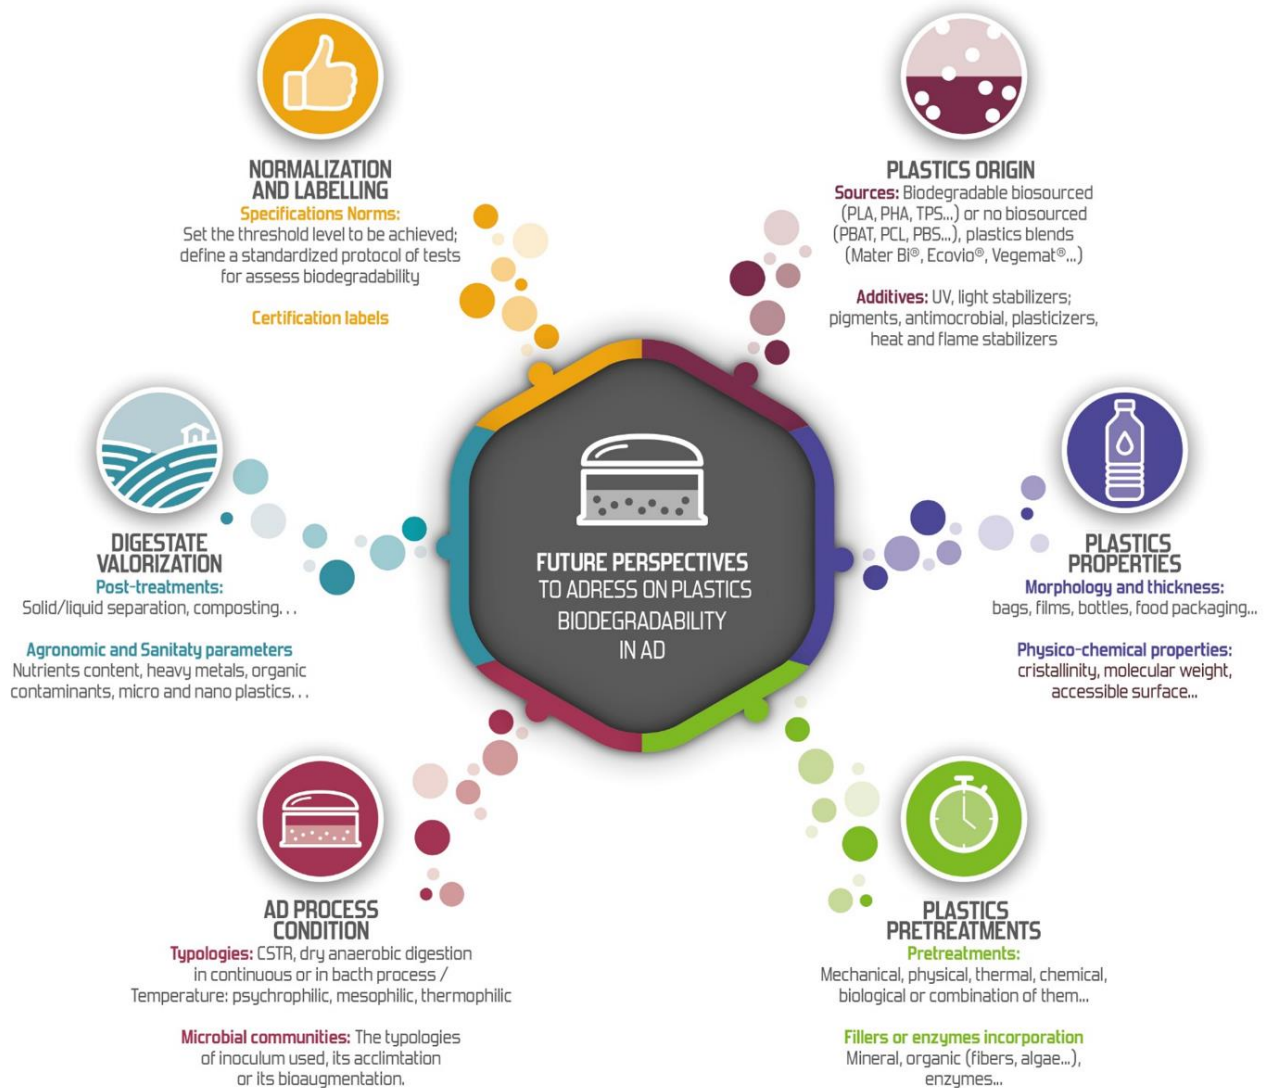 NORMALIZATION
AND LABELLING
Specifications Norms:
Set the threshold level to be achieved;
define a standardized protocol of tests
for assess biodegradability
Certification labels
PLASTICS ORIGIN
Sources: Biodegradable biosourced
(PLA, PHA, TPS...) or no biosourced
(PBAT, PCL, PBS...), plastics blends
(Mater Bi®, Ecovio®, Vegemat®...)
Additives: UV, light stabilizers;
pigments, antimocrobial, plasticizers,
heat and flame stabilizers
DIGESTATE
VALORIZATION
Post-treatments:
Solid/liquid separation, composting...
Agronomic and Sanitaty parameters
Nutrients content, heavy metals, organic
contaminants, micro and nano plastics...
FUTURE PERSPECTIVES
TO ADRESS ON PLASTICS
BIODEGRADABILITY
IN AD
PLASTICS
PROPERTIES
Morphology and thickness:
bags, films, bottles, food packaging...
Physico-chemical properties:
cristallinity, molecular weight,
accessible surface...
AD PROCESS
CONDITION
Typologies: CSTR, dry anaerobic digestion
in continuous or in bacth process /
Temperature: psychrophilic, mesophilic, thermophilic
Microbial communities: The typologies
of inoculum used, its acclimtation
or its bioaugmentation.
PLASTICS
PRETREATMENTS
Pretreatments:
Mechanical, physical, thermal, chemical,
biological or combination of them...
Fillers or enzymes incorporation
Mineral, organic (fibers, algae...),
enzymes...